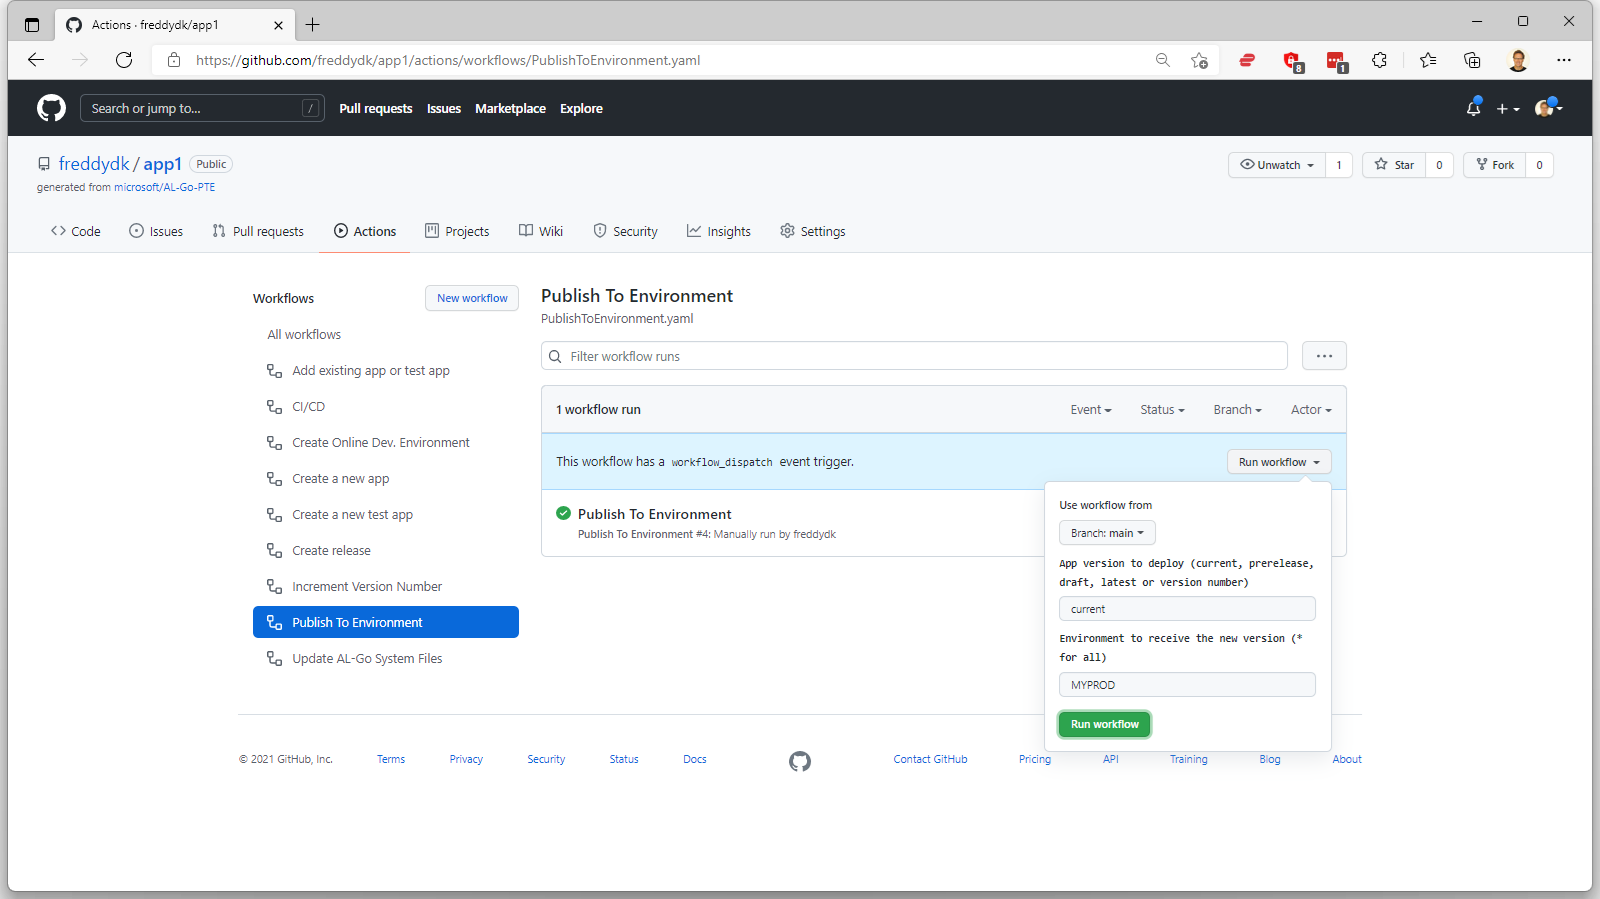 Actions · freddydk/app1
https://github.com/freddydk/app1/actions/workflows/PublishToEnvironment.yaml
8
1
Search or jump to...
/
Pull requests
Issues
Marketplace
Explore
freddydk / app1
Public
generated from microsoft/AL-Go-PTE
Unwatch
1
Star
0
Fork
0
Code
Issues
Pull requests
Actions
Projects
Wiki
Security
Insights
Settings
Workflows
New workflow
All workflows
Add existing app or test app
CI/CD
Create Online Dev. Environment
Create a new app
Create a new test app
Create release
Increment Version Number
Publish To Environment
Update AL-Go System Files
Publish To Environment
PublishToEnvironment.yaml
Filter workflow runs
1 workflow run
Event
Status
Branch
Actor
This workflow has a workflow_dispatch event trigger.
Run workflow
Publish To Environment
Publish To Environment #4: Manually run by freddydk
Use workflow from
Branch: main
App version to deploy (current, prerelease,
draft, latest or version number)
current
Environment to receive the new version (*
for all)
MYPROD
Run workflow
© 2021 GitHub, Inc.
Terms
Privacy
Security
Status
Docs
Contact GitHub
Pricing
API
Training
Blog
About